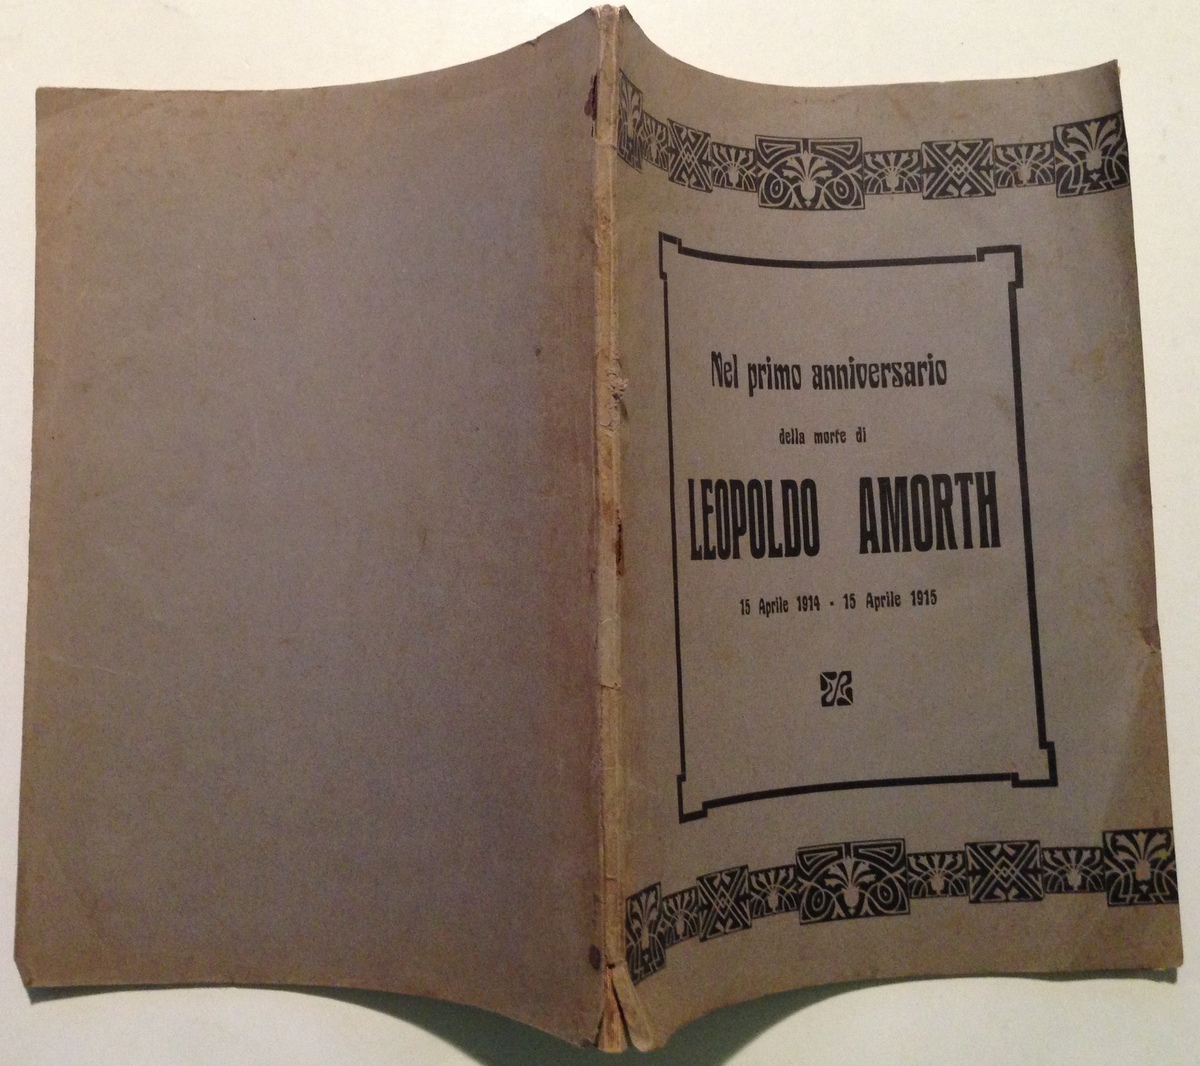 Nel primo anniversario
della morte di
LEOPOLDO AMORTH
15 Aprile 1914 - 15 Aprile 1915